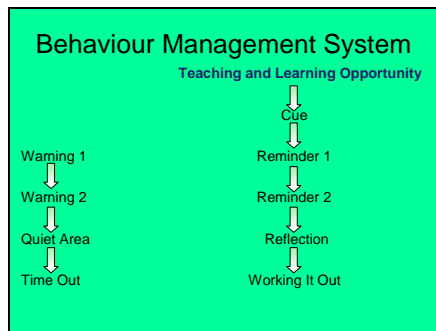 Behaviour Management System
Teaching and Learning Opportunity
Cue
Warning 1 Reminder 1
Warning 2 Reminder 2
Quiet Area Reflection
Time Out Working It Out